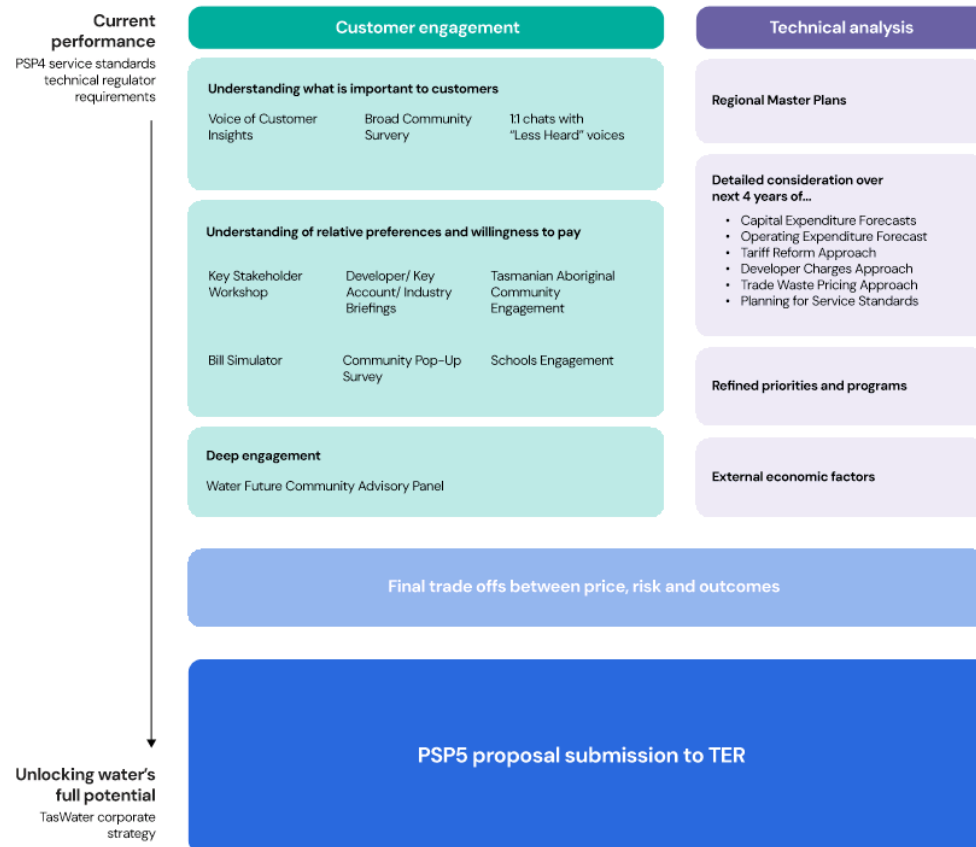 Current
performance
PSP4 service standards
technical regulator
requirements
Customer engagement
Understanding what is important to customers
Voice of Customer
Insights
Broad Community
Survery
1:1 chats with
“Less Heard” voices
Understanding of relative preferences and willingness to pay
Key Stakeholder
Workshop
Developer/ Key
Account/ Industry
Briefings
Tasmanian Aboriginal
Community
Engagement
Bill Simulator
Community Pop-Up
Survey
Schools Engagement
Deep engagement
Water Future Community Advisory Panel
Technical analysis
Regional Master Plans
Detailed consideration over
next 4 years of...
• Capital Expenditure Forecasts
• Operating Expenditure Forecast
• Tariff Reform Approach
• Developer Charges Approach
• Trade Waste Pricing Approach
• Planning for Service Standards
Refined priorities and programs
External economic factors
Final trade offs between price, risk and outcomes
PSP5 proposal submission to TER
Unlocking water’s
full potential
TasWater corporate
strategy